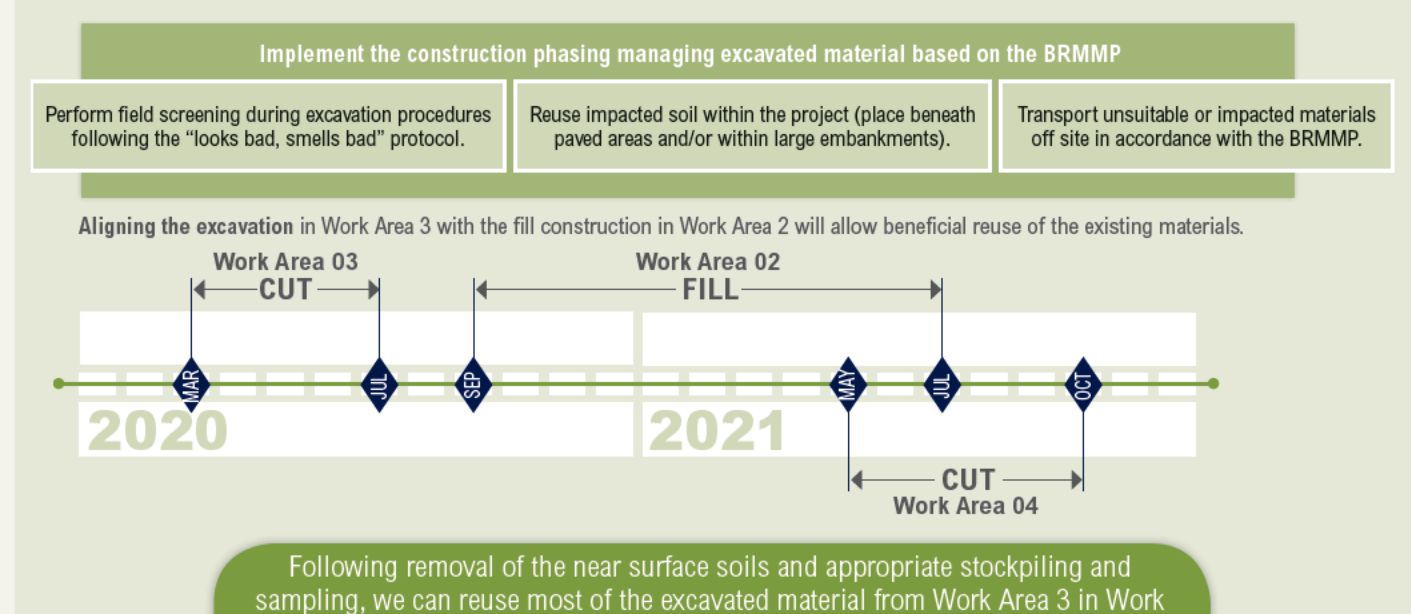 Implement the construction phasing managing excavated material based on the BRMMP
Perform field screening during excavation procedures
following the “looks bad, smells bad” protocol.
Reuse impacted soil within the project (place beneath
paved areas and/or within large embankments).
Transport unsuitable or impacted materials
off site in accordance with the BRMMP.
Aligning the excavation in Work Area 3 with the fill construction in Work Area 2 will allow beneficial reuse of the existing materials.
Work Area 03
CUT
Work Area 02
FILL
MAR
JUL
SEP
MAY
JUL
OCT
2020
2021
CUT
Work Area 04
Following removal of the near surface soils and appropriate stockpiling and
sampling, we can reuse most of the excavated material from Work Area 3 in Work